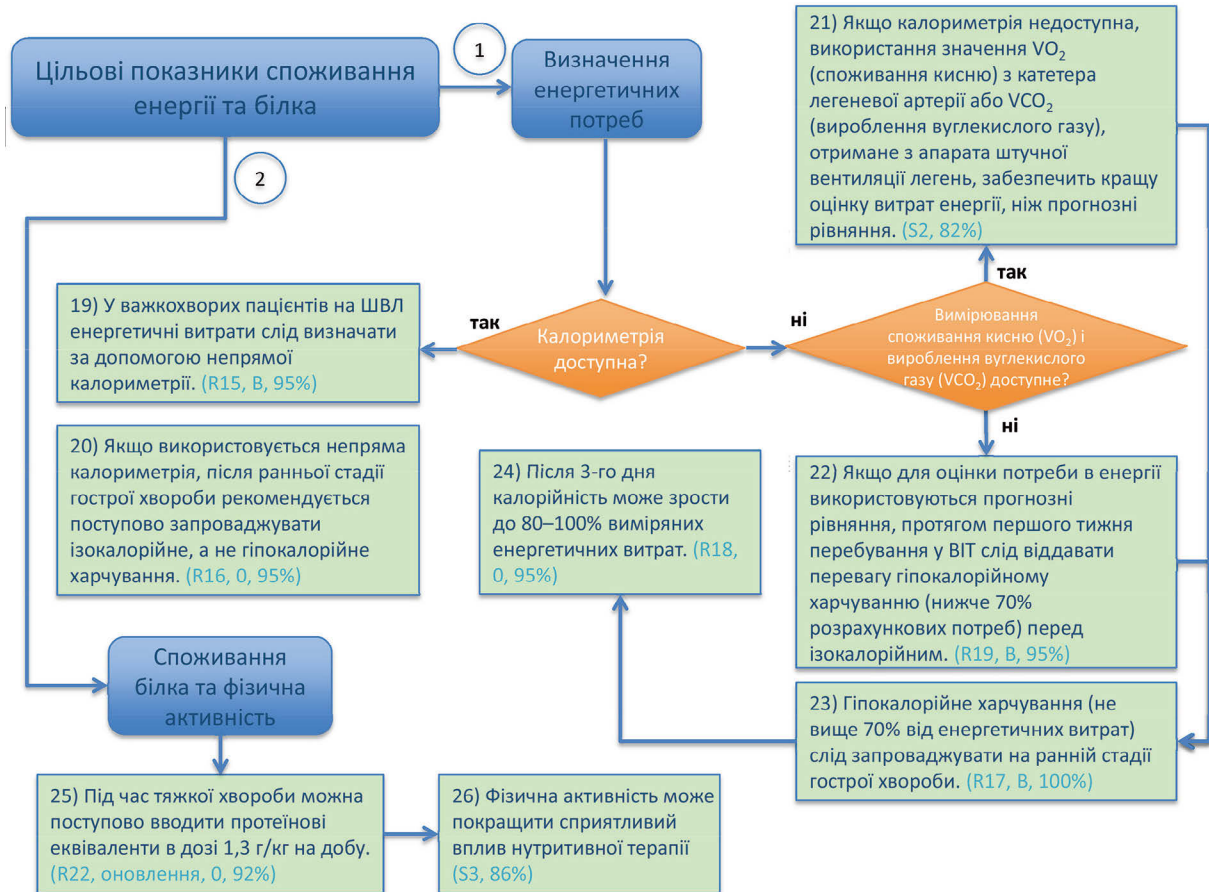 Цільові показники споживання
енергії та білка
1
Визначення
енергетичних
потреб
2
21) Якщо калориметрія недоступна,
використання значення VO₂
(споживання кисню) з катетера
легеневої артерії або VCO₂
(вироблення вуглекислого газу),
отримане з апарата штучної
вентиляції легень, забезпечить кращу
оцінку витрат енергії, ніж прогнозні
рівняння. (S2, 82%)
так
19) У важкохворих пацієнтів на ШВЛ
енергетичні витрати слід визначати
за допомогою непрямої
калориметрії. (R15, B, 95%)
так
Калориметрія
доступна?
ні
Вимірювання
споживання кисню (VO₂) і
вироблення вуглекислого
газу (VCO₂) доступне?
ні
20) Якщо використовується непряма
калориметрія, після ранньої стадії
гострої хвороби рекомендується
поступово запроваджувати
ізокалорійне, а не гіпокалорійне
харчування. (R16, 0, 95%)
24) Після 3-го дня
калорійність може зрости
до 80–100% виміряних
енергетичних витрат. (R18,
0, 95%)
22) Якщо для оцінки потреби в енергії
використовуються прогнозні
рівняння, протягом першого тижня
перебування у ВІТ слід віддавати
перевагу гіпокалорійному
харчуванню (нижче 70%
розрахункових потреб) перед
ізокалорійним. (R19, B, 95%)
Споживання
білка та фізична
активність
23) Гіпокалорійне харчування (не
вище 70% від енергетичних витрат)
слід запроваджувати на ранній стадії
гострої хвороби. (R17, B, 100%)
25) Під час тяжкої хвороби можна
поступово вводити протеїнові
еквіваленти в дозі 1,3 г/кг на добу.
(R22, оновлення, 0, 92%)
26) Фізична активність може
покращити сприятливий
вплив нутритивної терапії
(S3, 86%)